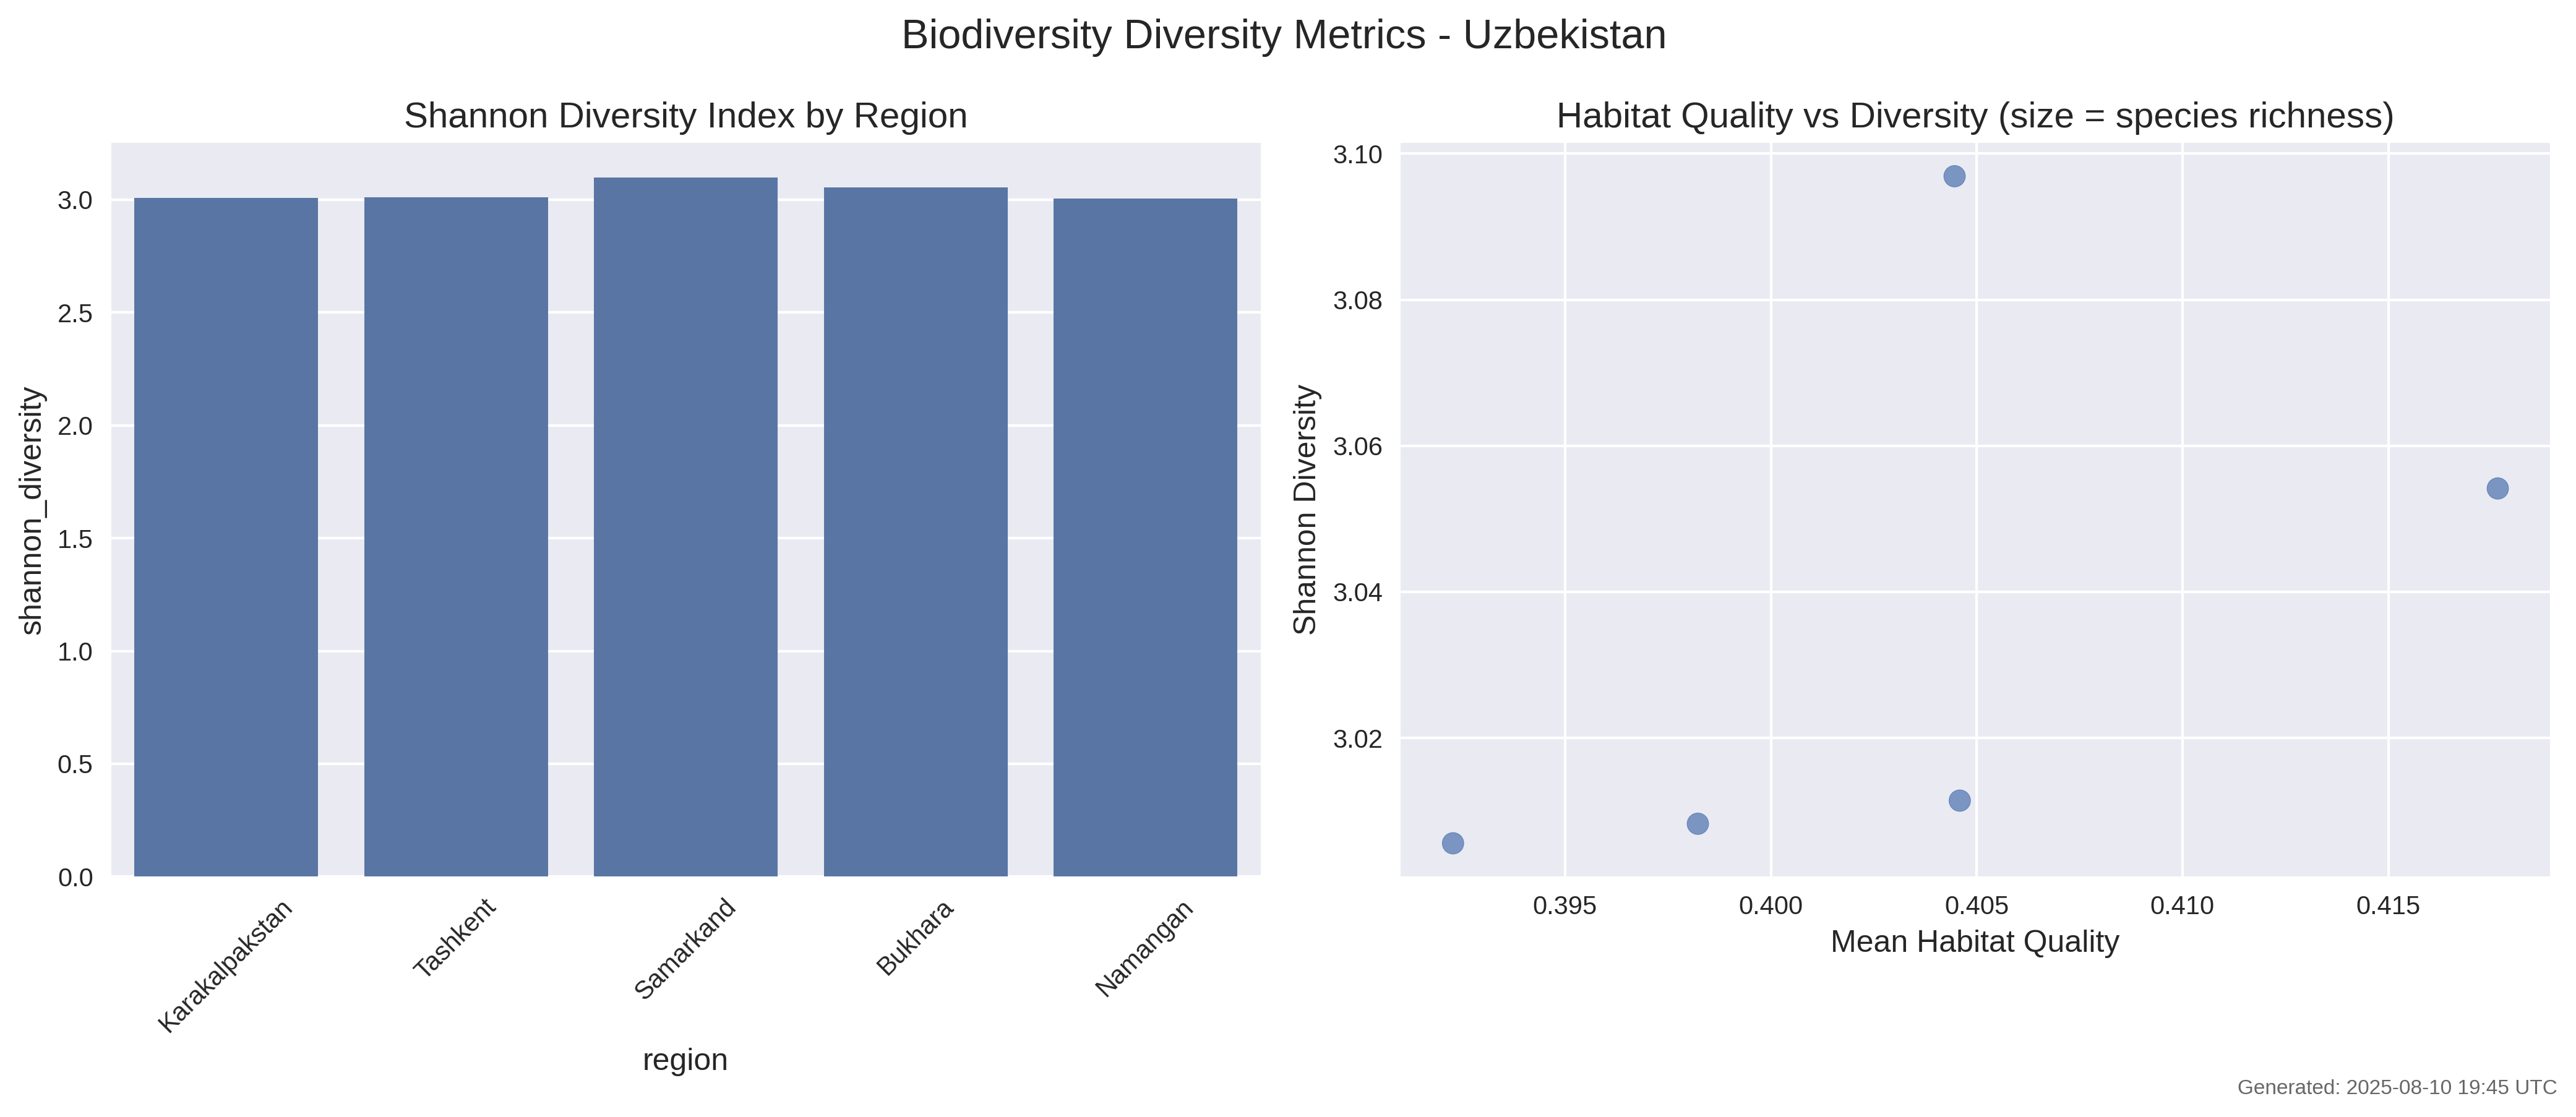 Biodiversity Diversity Metrics - Uzbekistan
Shannon Diversity Index by Region
shannon_diversity
3.0
2.5
2.0
1.5
1.0
0.5
0.0
Karakalpakstan
Tashkent
Samarkand
Bukhara
Namangan
region
Habitat Quality vs Diversity (size = species richness)
Shannon Diversity
3.10
3.08
3.06
3.04
3.02
0.395
0.400
0.405
0.410
0.415
Mean Habitat Quality
Generated: 2025-08-10 19:45 UTC